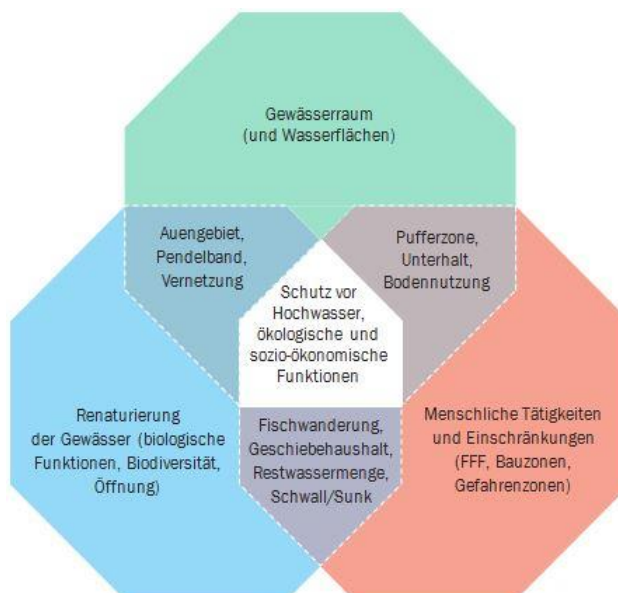 Gewässerraum
(und Wasserflächen)
Auengebiet,
Pendelband,
Vernetzung
Pufferzone,
Unterhalt,
Bodennutzung
Schutz vor
Hochwasser,
ökologische und
sozio-ökonomische
Funktionen
Renaturierung
der Gewässer (biologische
Funktionen, Biodiversität,
Öffnung)
Fischwanderung,
Geschiebehaushalt,
Restwassermenge,
Schwall/Sunk
Menschliche Tätigkeiten
und Einschränkungen
(FFF, Bauzonen,
Gefahrenzonen)